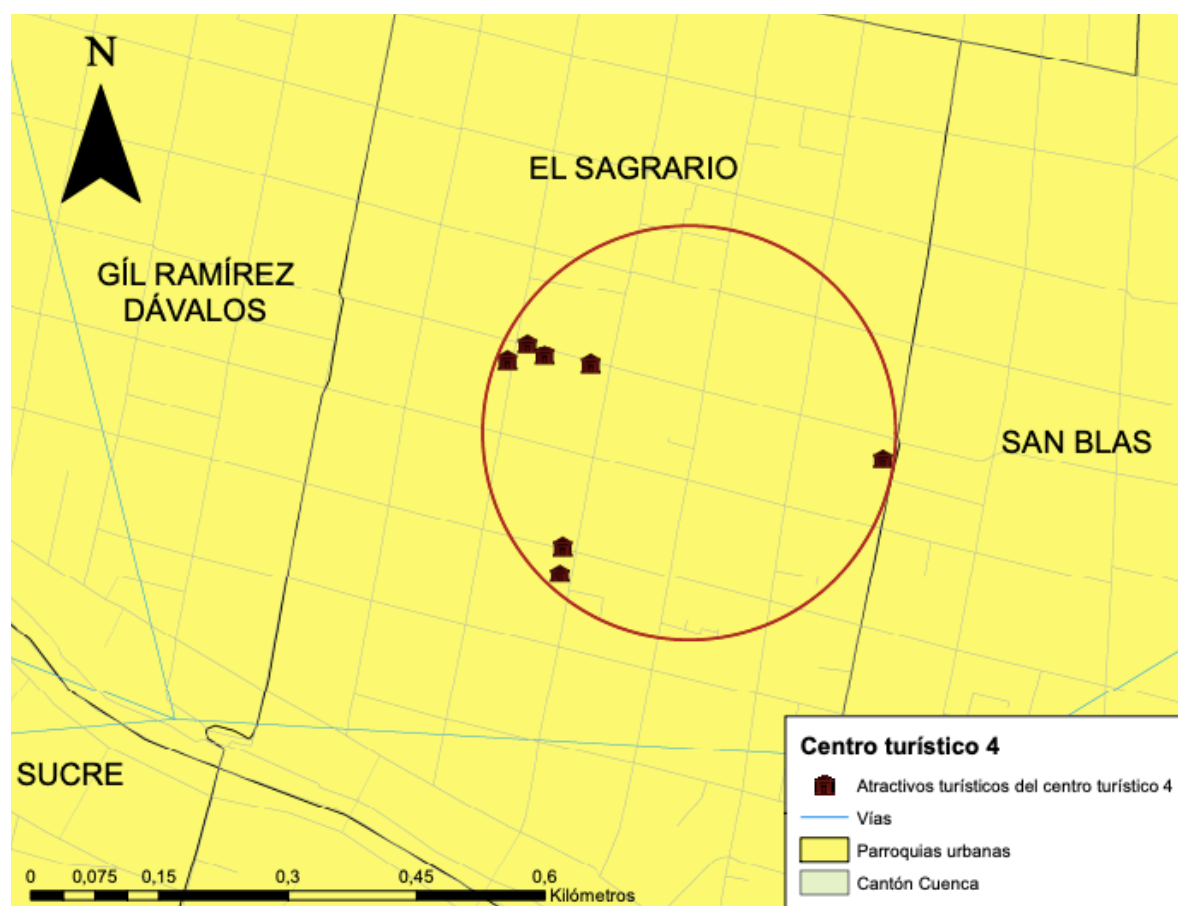 N
EL SAGRARIO
GÍL RAMÍREZ
DÁVALOS
SAN BLAS
SUCRE
Centro turístico 4
Atractivos turísticos del centro turístico 4
Vías
Parroquias urbanas
Cantón Cuenca
0 0,075 0,15 0,3 0,45 0,6
Kilómetros